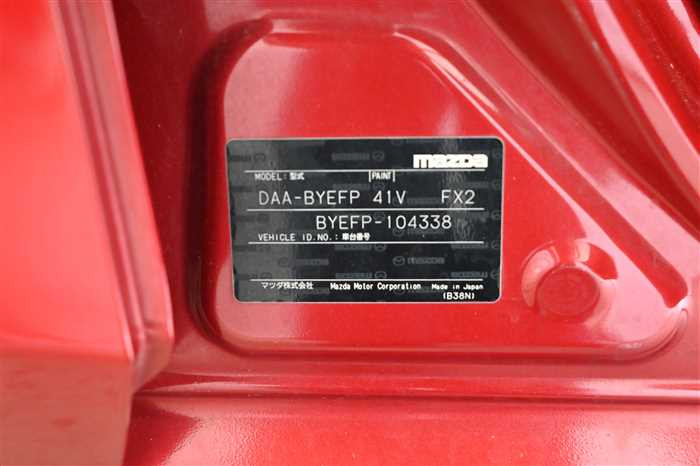 mazda
MODEL: 型式 PAINT
DAA-BYEFP 41V FX2
BYEFP-104338
VEHICLE ID.NO.: 車台番号
マツダ株式会社 Mazda Motor Corporation Made in Japan
(B38N)